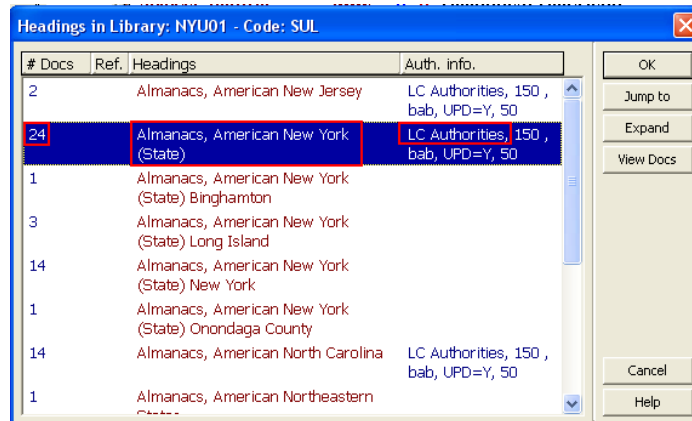 Headings in Library: NYU01 - Code: SUL
# Docs Ref. Headings Auth. info.
2 Almanacs, American New Jersey LC Authorities, 150 ,
bab, UPD=Y, 50
24 Almanacs, American New York LC Authorities, 150 ,
(State) bab, UPD=Y, 50
1 Almanacs, American New York
(State) Binghamton
3 Almanacs, American New York
(State) Long Island
14 Almanacs, American New York
(State) New York
1 Almanacs, American New York
(State) Onondaga County
14 Almanacs, American North Carolina LC Authorities, 150 ,
bab, UPD=Y, 50
1 Almanacs, American Northeastern
OK
Jump to
Expand
View Docs
Cancel
Help